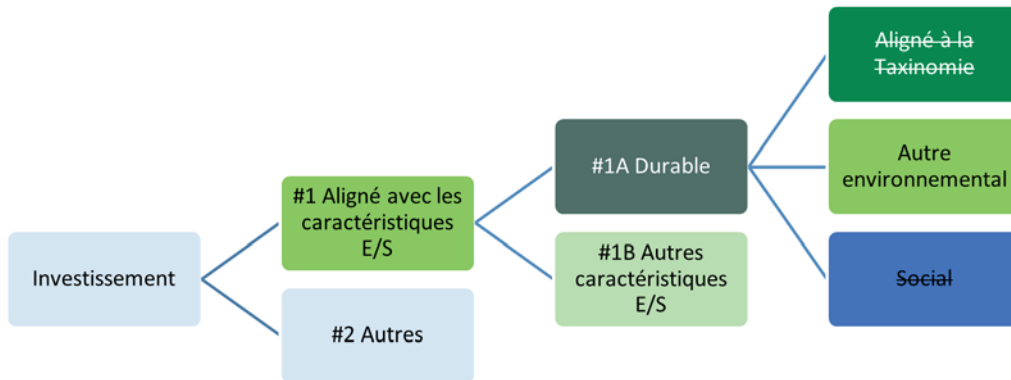 Investissement
#1 Aligné avec les
caractéristiques
E/S
#2 Autres
#1A Durable
#1B Autres
caractéristiques
E/S
Aligné à la
Taxinomie
Autre
environnemental
Social